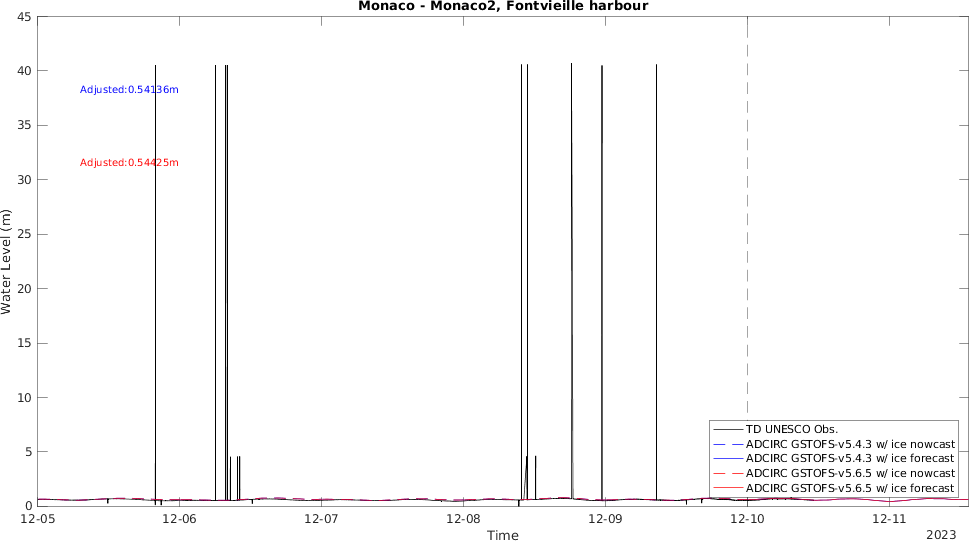 Monaco - Monaco2, Fontvieille harbour
45
40
35
30
25
20
15
10
5
0
Water Level (m)
Adjusted:0.54136m
Adjusted:0.54425m
TD UNESCO Obs.
ADCIRC GSTOFS-v5.4.3 w/ ice nowcast
ADCIRC GSTOFS-v5.4.3 w/ ice forecast
ADCIRC GSTOFS-v5.6.5 w/ ice nowcast
ADCIRC GSTOFS-v5.6.5 w/ ice forecast
12-05 12-06 12-07 12-08 12-09 12-10 12-11
Time
2023